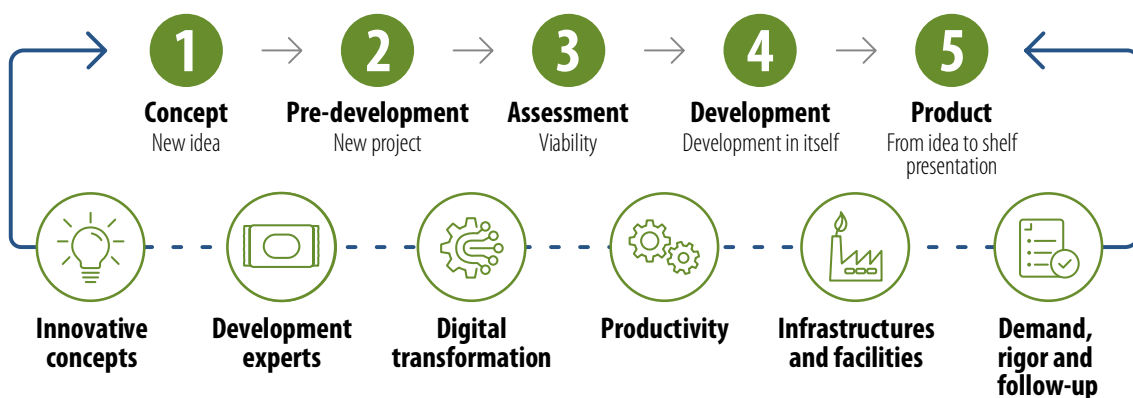 1
2
3
4
5
Concept
New idea
Pre-development
New project
Assessment
Viability
Development
Development in itself
Product
From idea to shelf
presentation
Innovative
concepts
Development
experts
Digital
transformation
Productivity
Infrastructures
and facilities
Demand,
rigor and
follow-up